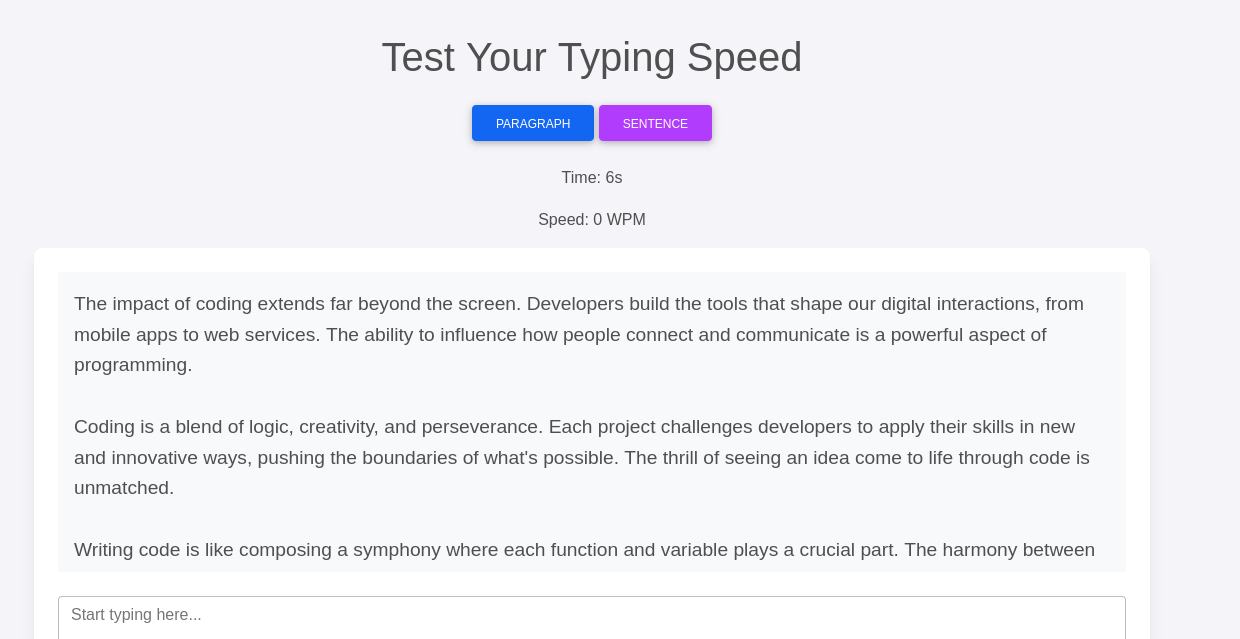 Test Your Typing Speed
PARAGRAPH SENTENCE
Time: 6s
Speed: 0 WPM
The impact of coding extends far beyond the screen. Developers build the tools that shape our digital interactions, from
mobile apps to web services. The ability to influence how people connect and communicate is a powerful aspect of
programming.
Coding is a blend of logic, creativity, and perseverance. Each project challenges developers to apply their skills in new
and innovative ways, pushing the boundaries of what's possible. The thrill of seeing an idea come to life through code is
unmatched.
Writing code is like composing a symphony where each function and variable plays a crucial part. The harmony between
Start typing here...